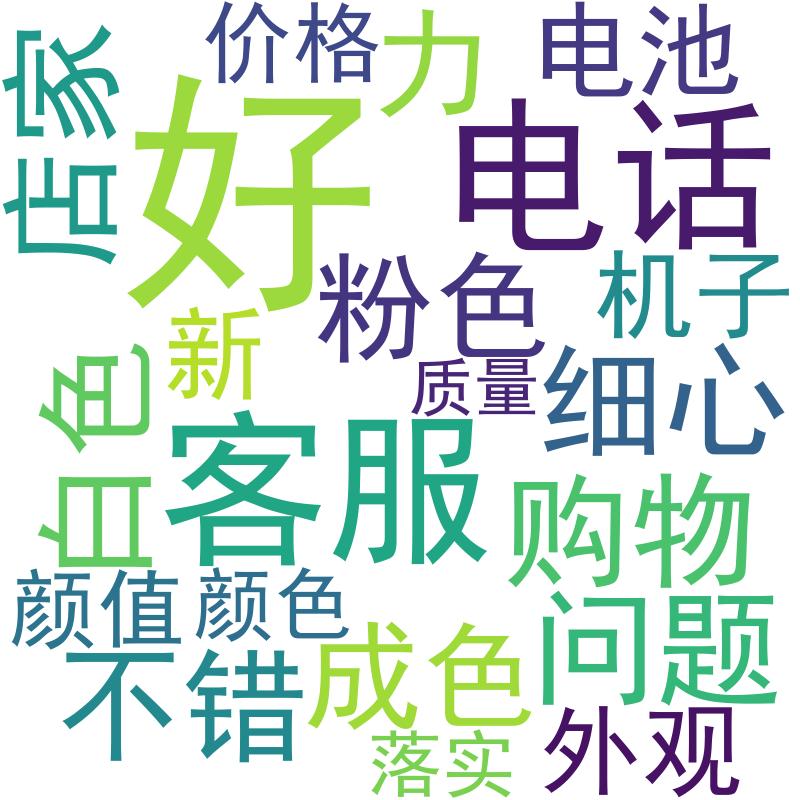 价格
力
电池
店家
好
电话
粉色
机子
新
质量
细心
白色
客服
购物
颜值
颜色
问题
不错
成色
外观
落实